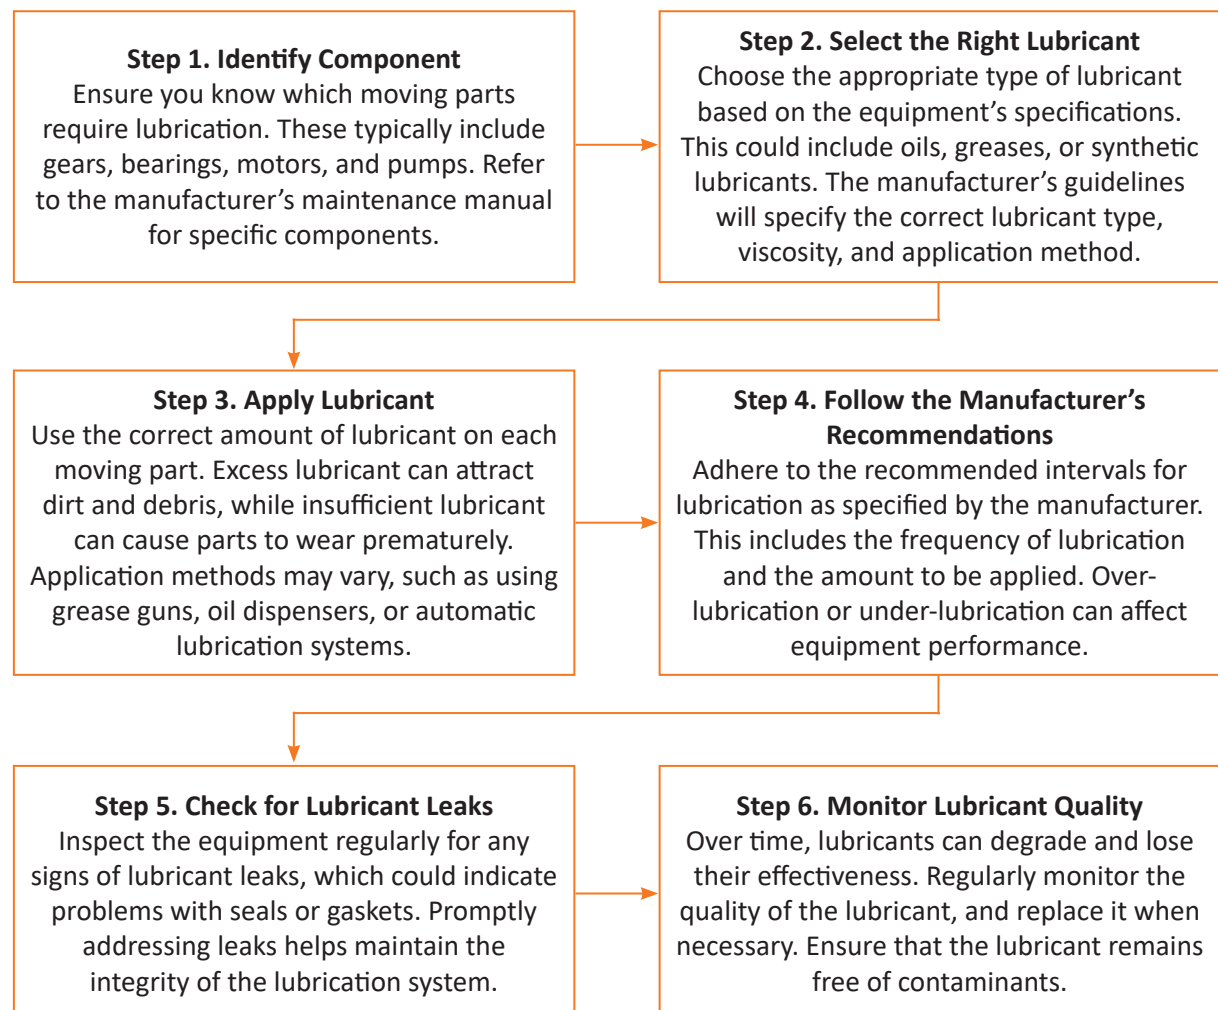 Step 1. Identify Component
Ensure you know which moving parts
require lubrication. These typically include
gears, bearings, motors, and pumps. Refer
to the manufacturer’s maintenance manual
for specific components.
Step 2. Select the Right Lubricant
Choose the appropriate type of lubricant
based on the equipment’s specifications.
This could include oils, greases, or synthetic
lubricants. The manufacturer’s guidelines
will specify the correct lubricant type,
viscosity, and application method.
Step 3. Apply Lubricant
Use the correct amount of lubricant on each
moving part. Excess lubricant can attract
dirt and debris, while insufficient lubricant
can cause parts to wear prematurely.
Application methods may vary, such as using
grease guns, oil dispensers, or automatic
lubrication systems.
Step 4. Follow the Manufacturer’s
Recommendations
Adhere to the recommended intervals for
lubrication as specified by the manufacturer.
This includes the frequency of lubrication
and the amount to be applied. Over-
lubrication or under-lubrication can affect
equipment performance.
Step 5. Check for Lubricant Leaks
Inspect the equipment regularly for any
signs of lubricant leaks, which could indicate
problems with seals or gaskets. Promptly
addressing leaks helps maintain the
integrity of the lubrication system.
Step 6. Monitor Lubricant Quality
Over time, lubricants can degrade and lose
their effectiveness. Regularly monitor the
quality of the lubricant, and replace it when
necessary. Ensure that the lubricant remains
free of contaminants.